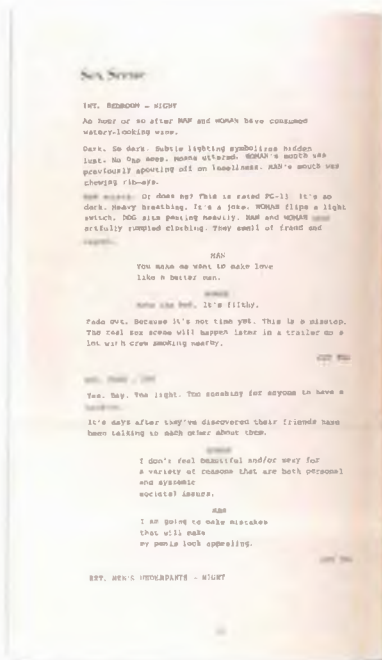 Sex Scene
INT. BEDROOM - NIGHT
An hour or so after MAN and WOMAN have consumed
watery-looking wine.
Dark. So dark. Subtle lighting symbolizes hidden
lust. No one sees. Moans uttered. WOMAN's mouth was
previously spouting off on loneliness. MAN's mouth was
chewing rib-eye.
Or does he? This is rated PG-13. It's so
dark. Heavy breathing. It's a joke. WOMAN flips a light
switch. DOG sits panting heavily. MAN and WOMAN
artfully rumpled clothing. They smell of fraud and
MAN
You make me want to make love
like a better man.
It's filthy.
Fade out, because it's not time yet. This is a misstep.
The real sex scene will happen later in a trailer on a
lot with crew smoking nearby.
Yes. Day. The light. Too sneaking for anyone to have a
It's days after they've discovered their friends have
been talking to each other about them.
I don't feel beautiful and/or sexy for
a variety of reasons that are both personal
and systemic
societal issues.
MAN
I am going to make mistakes
that will make
my penis look appealing.
EXT. MEN'S UNDERPANTS - NIGHT